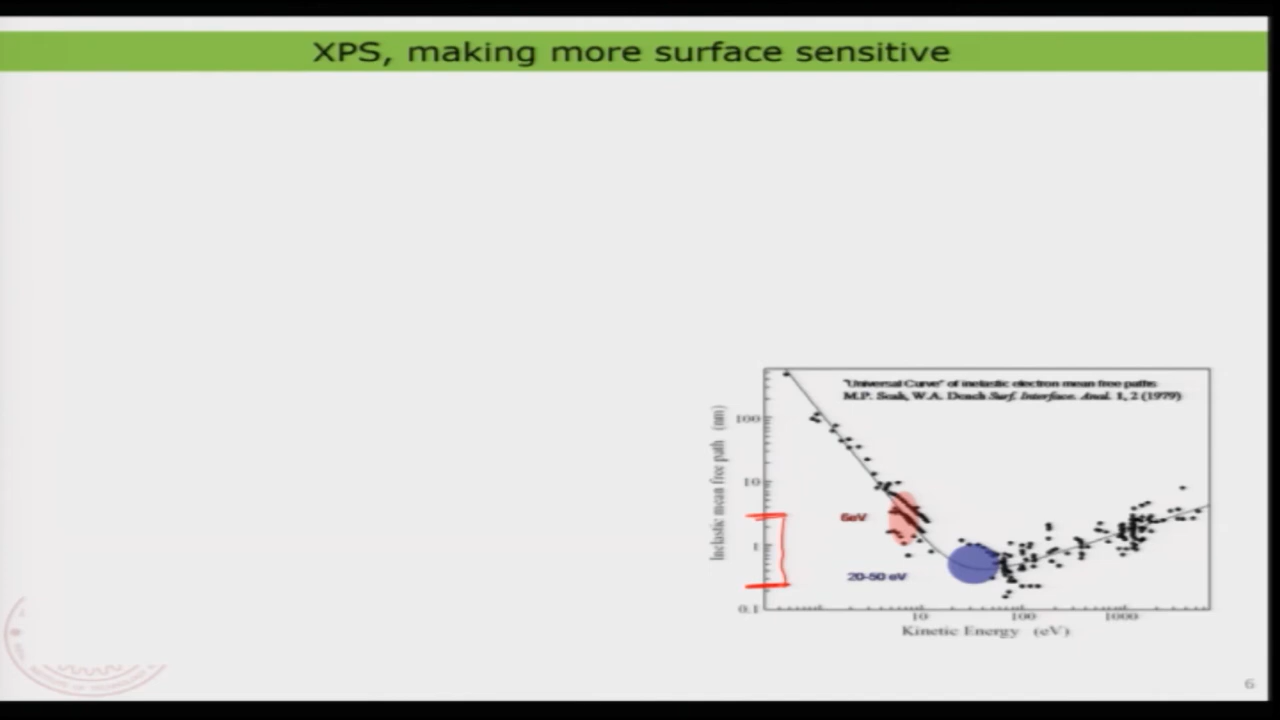 XPS, making more surface sensitive
"Universal Curve" of inelastic electron mean free paths
M.P. Seah, W.A. Dench Surf. Interface. Anal. 1, 2 (1979)
Inelastic mean free path (nm)
100
10
1
0.1
6eV
20-50 eV
10
100
1000
Kinetic Energy (eV)
6